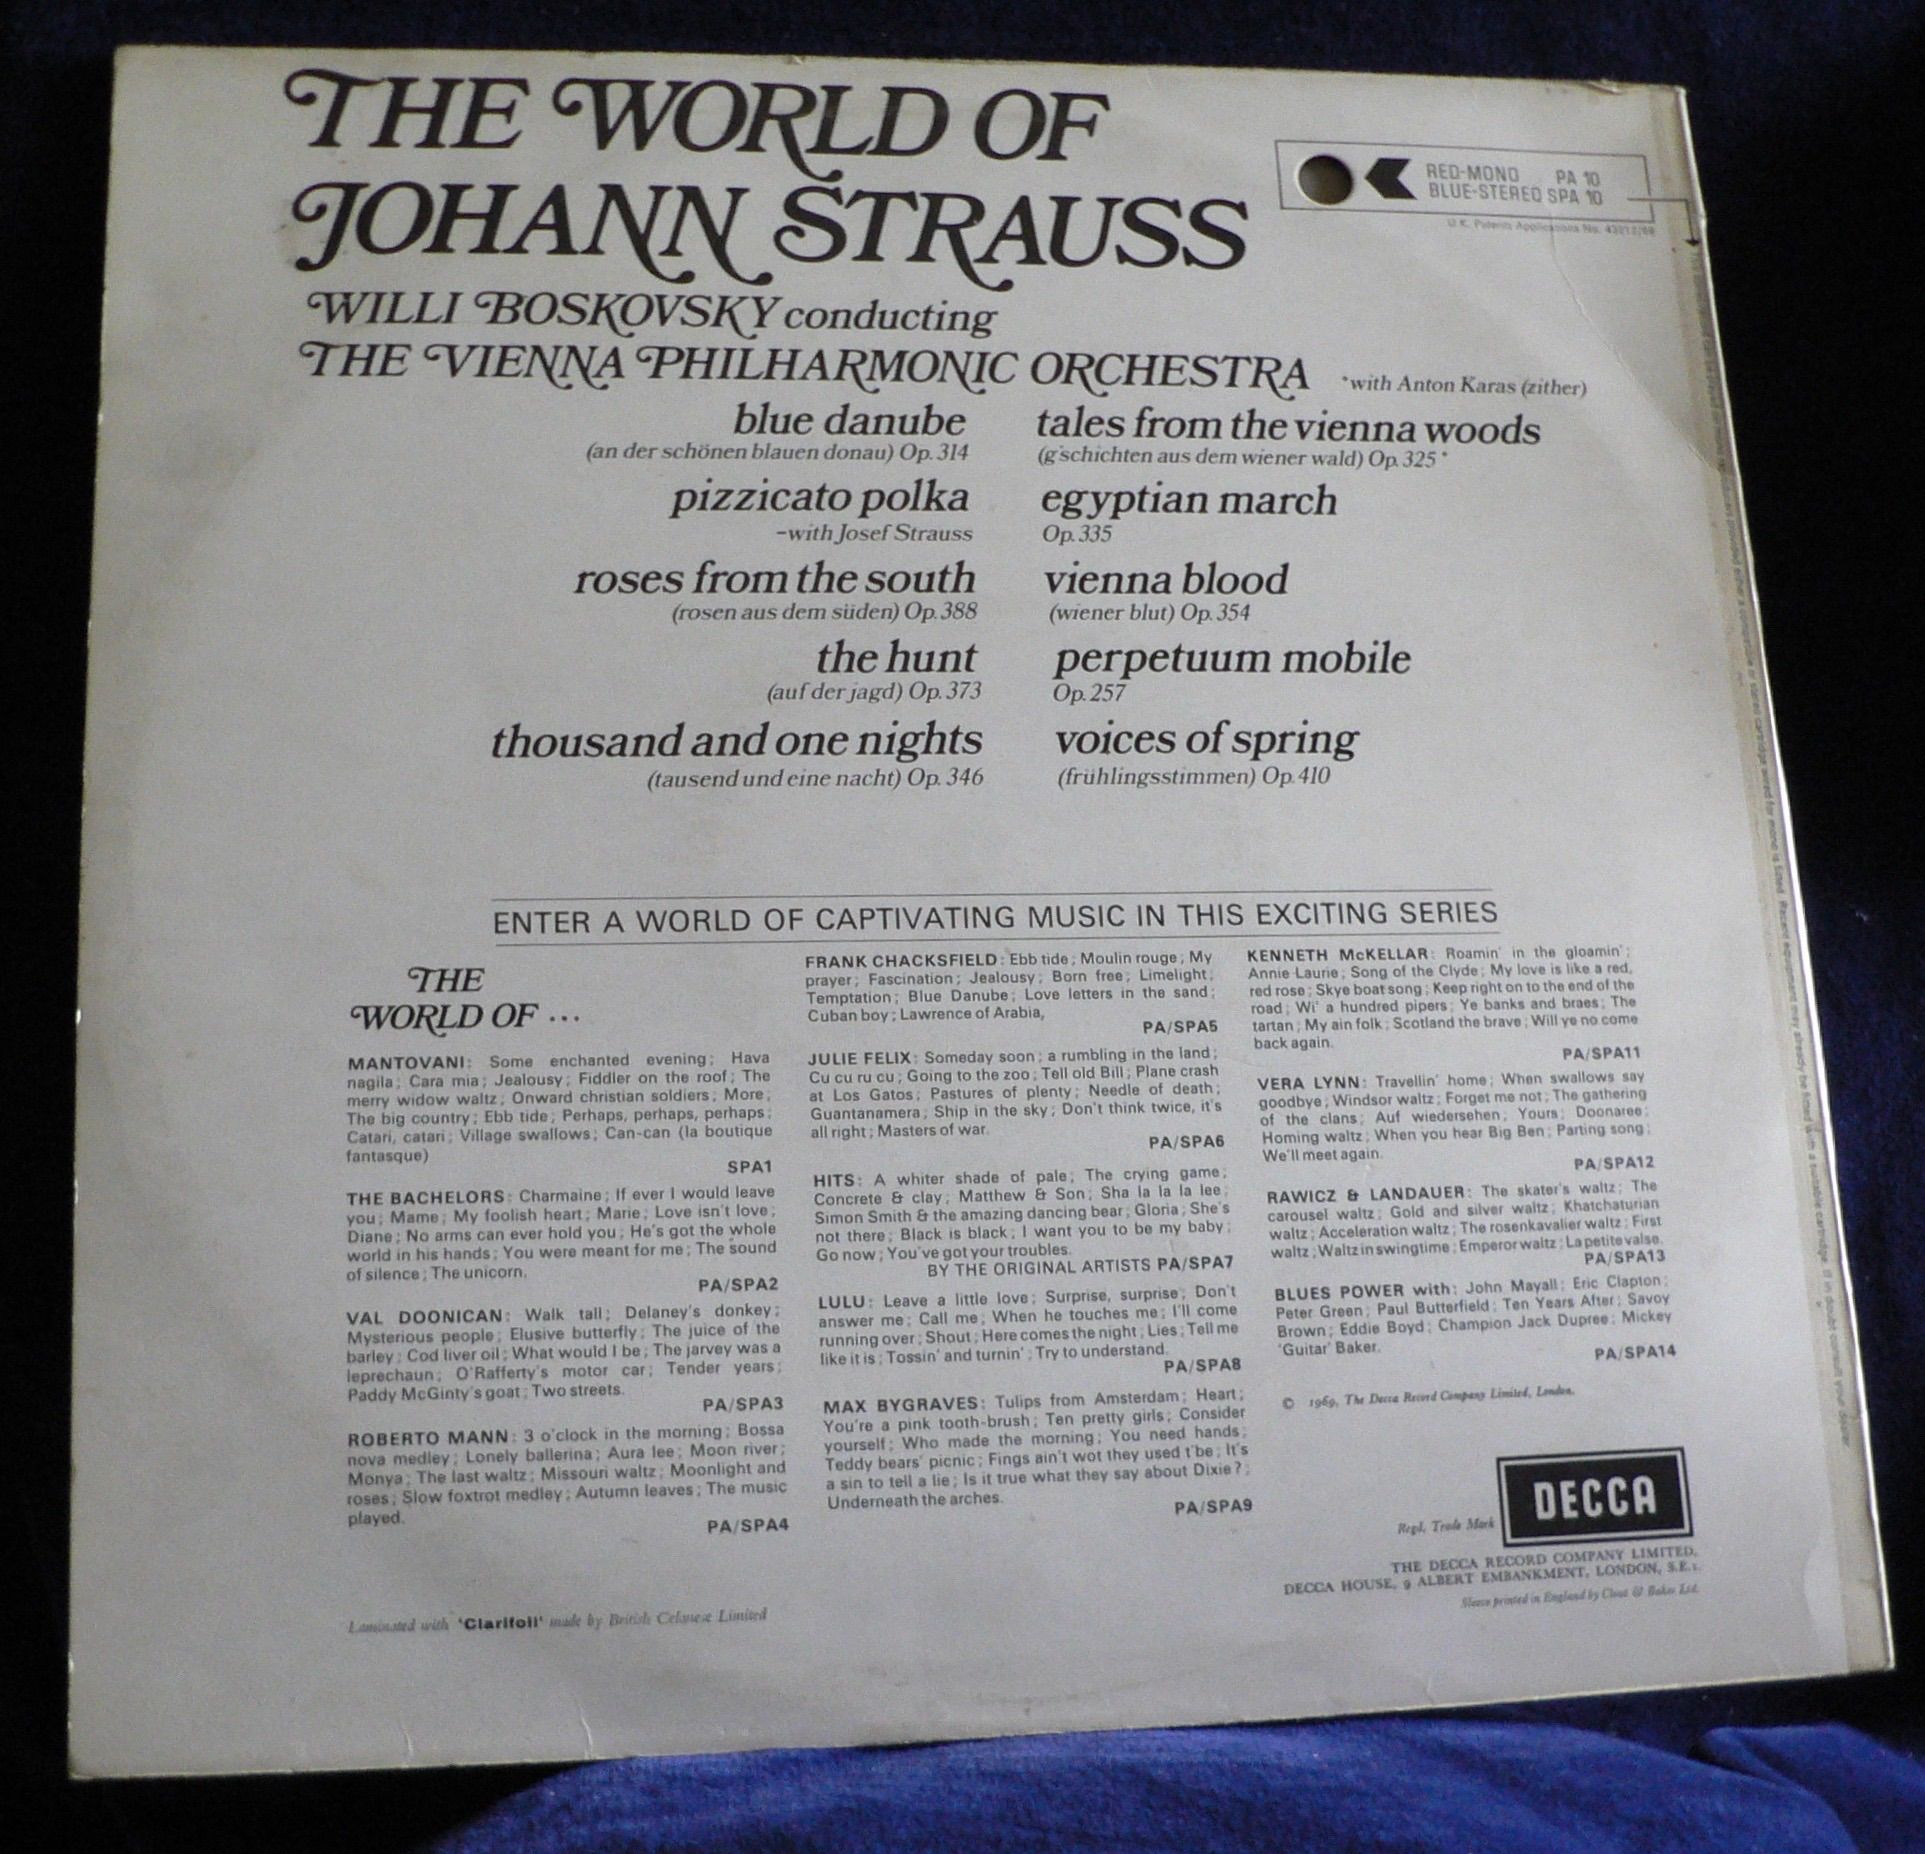 THE WORLD OF
JOHANN STRAUSS
RED-MONO PA 10
BLUE-STEREO SPA 10
U.K. Patents Applications No.
WILLI BOSKOVSKY conducting
THE VIENNA PHILHARMONIC ORCHESTRA *with Anton Karas (zither)
blue danube
(an der schönen blauen donau) Op. 314
pizzicato polka
-with Josef Strauss
roses from the south
(rosen aus dem süden) Op. 388
the hunt
(auf der jagd) Op. 373
thousand and one nights
(tausend und eine nacht) Op. 346
tales from the vienna woods
(g'schichten aus dem wiener wald) Op. 325*
egyptian march
Op. 335
vienna blood
(wiener blut) Op. 354
perpetuum mobile
Op. 257
voices of spring
(frühlingsstimmen) Op. 410
ENTER A WORLD OF CAPTIVATING MUSIC IN THIS EXCITING SERIES
THE
WORLD OF ...
MANTOVANI: Some enchanted evening; Hava
nagila; Cara mia; Jealousy; Fiddler on the roof; The
merry widow waltz; Onward christian soldiers; More;
The big country; Ebb tide; Perhaps, perhaps, perhaps;
Catari, catari; Village swallows; Can-can (la boutique
fantasque)
SPA1
THE BACHELORS: Charmaine; If ever I would leave
you; Mame; My foolish heart; Marie; Love isn't love;
Diane; No arms can ever hold you; He's got the whole
world in his hands; You were meant for me; The sound
of silence; The unicorn.
PA/SPA2
VAL DOONICAN: Walk tall; Delaney's donkey;
Mysterious people; Elusive butterfly; The juice of the
barley; Cod liver oil; What would I be; The jarvey was a
leprechaun; O'Rafferty's motor car; Tender years;
Paddy McGinty's goat; Two streets.
PA/SPA3
ROBERTO MANN: 3 o'clock in the morning; Bossa
nova medley; Lonely ballerina; Aura lee; Moon river;
Monya; The last waltz; Missouri waltz; Moonlight and
roses; Slow foxtrot medley; Autumn leaves; The music
played.
PA/SPA4
FRANK CHACKSFIELD: Ebb tide; Moulin rouge; My
prayer; Fascination; Jealousy; Born free; Limelight;
Temptation; Blue Danube; Love letters in the sand;
Cuban boy; Lawrence of Arabia,
PA/SPA5
JULIE FELIX: Someday soon; a rumbling in the land;
Cu cu ru cu; Going to the zoo; Tell old Bill; Plane crash
at Los Gatos; Pastures of plenty; Needle of death;
Guantanamera; Ship in the sky; Don't think twice, it's
all right; Masters of war.
PA/SPA6
HITS: A whiter shade of pale; The crying game;
Concrete & clay; Matthew & Son; Sha la la la lee;
Simon Smith & the amazing dancing bear; Gloria; She's
not there; Black is black; I want you to be my baby;
Go now; You've got your troubles.
BY THE ORIGINAL ARTISTS PA/SPA7
LULU: Leave a little love; Surprise, surprise; Don't
answer me; Call me; When he touches me; I'll come
running over; Shout; Here comes the night; Lies; Tell me
like it is; Tossin' and turnin'; Try to understand.
PA/SPA8
MAX BYGRAVES: Tulips from Amsterdam; Heart;
You're a pink tooth-brush; Ten pretty girls; Consider
yourself; Who made the morning; You need hands;
Teddy bears' picnic; Fings ain't wot they used t'be; It's
a sin to tell a lie; Is it true what they say about Dixie?;
Underneath the arches.
PA/SPA9
KENNETH McKELLAR: Roamin' in the gloamin';
Annie Laurie; Song of the Clyde; My love is like a red,
red rose; Skye boat song; Keep right on to the end of the
road; Wi' a hundred pipers; Ye banks and braes; The
tartan; My ain folk; Scotland the brave; Will ye no come
back again.
PA/SPA11
VERA LYNN: Travellin' home; When swallows say
goodbye; Windsor waltz; Forget me not; The gathering
of the clans; Auf wiedersehen; Yours; Doonaree;
Homing waltz; When you hear Big Ben; Parting song;
We'll meet again.
PA/SPA12
RAWICZ & LANDAUER: The skater's waltz; The
carousel waltz; Gold and silver waltz; Khatchaturian
waltz; Acceleration waltz; The rosenkavalier waltz; First
waltz; Waltz in swingtime; Emperor waltz; La petite valse.
PA/SPA13
BLUES POWER with: John Mayall; Eric Clapton;
Peter Green; Paul Butterfield; Ten Years After; Savoy
Brown; Eddie Boyd; Champion Jack Dupree; Mickey
'Guitar' Baker.
PA/SPA14
© 1969, The Decca Record Company Limited, London.
DECCA
Regd. Trade Mark
THE DECCA RECORD COMPANY LIMITED,
DECCA HOUSE, 9 ALBERT EMBANKMENT, LONDON, S.E.1.
Sleeve printed in England by Clout & Baker Ltd.
Laminated with 'Clarifoil' made by British Celanese Limited